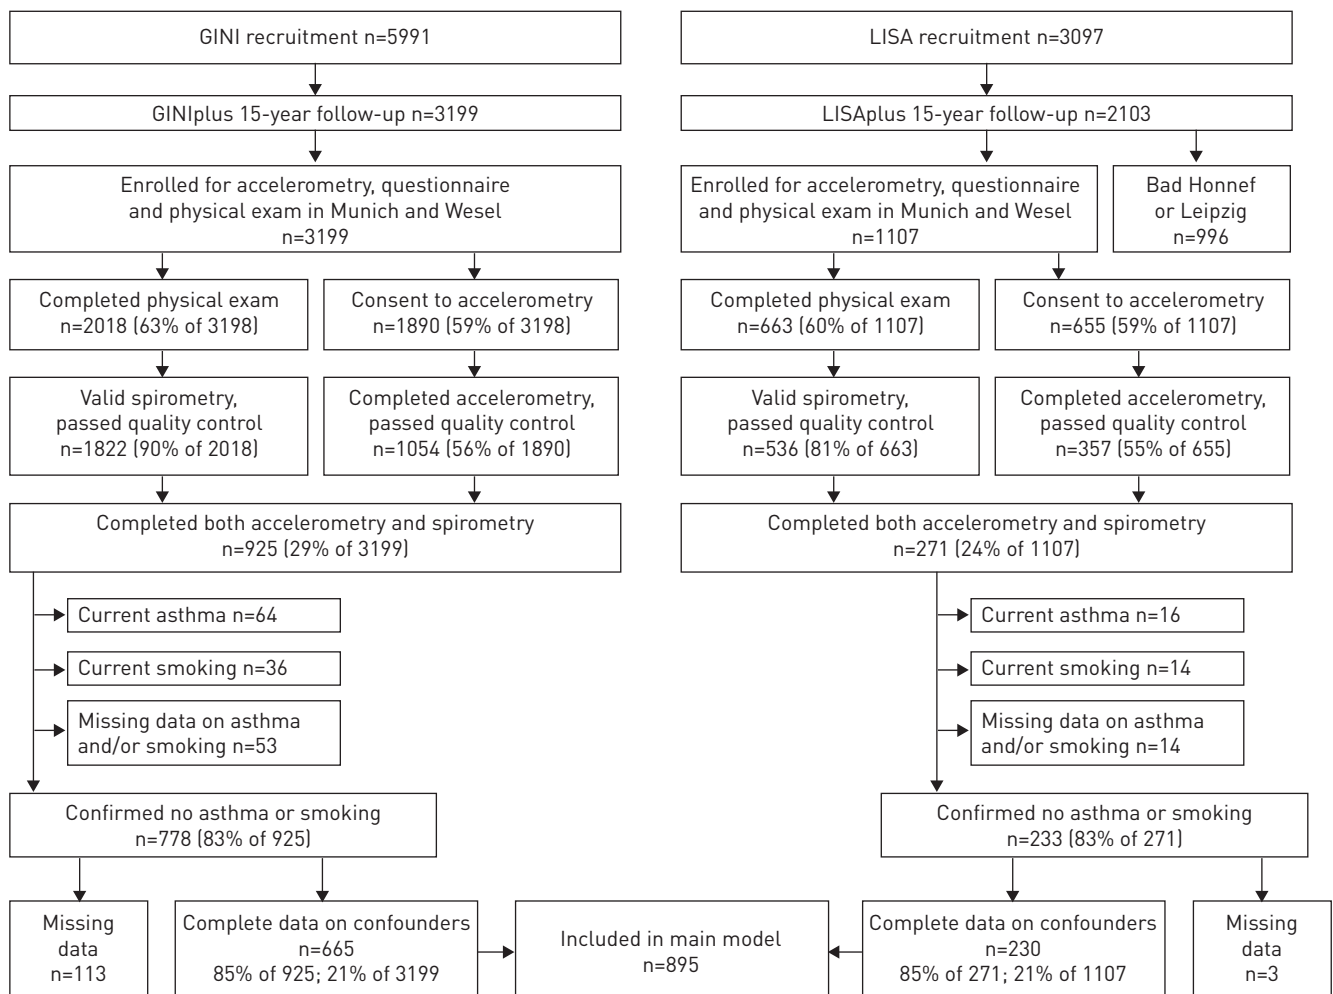 GINI recruitment n=5991
GINIplus 15-year follow-up n=3199
Enrolled for accelerometry, questionnaire
and physical exam in Munich and Wesel
n=3199
Completed physical exam
n=2018 (63% of 3198)
Consent to accelerometry
n=1890 (59% of 3198)
Valid spirometry,
passed quality control
n=1822 (90% of 2018)
Completed accelerometry,
passed quality control
n=1054 (56% of 1890)
Completed both accelerometry and spirometry
n=925 (29% of 3199)
Current asthma n=64
Current smoking n=36
Missing data on asthma
and/or smoking n=53
Confirmed no asthma or smoking
n=778 (83% of 925)
Missing
data
n=113
Complete data on confounders
n=665
85% of 925; 21% of 3199
Included in main model
n=895
LISA recruitment n=3097
LISAplus 15-year follow-up n=2103
Enrolled for accelerometry, questionnaire
and physical exam in Munich and Wesel
n=1107
Bad Honnef
or Leipzig
n=996
Completed physical exam
n=663 (60% of 1107)
Consent to accelerometry
n=655 (59% of 1107)
Valid spirometry,
passed quality control
n=536 (81% of 663)
Completed accelerometry,
passed quality control
n=357 (55% of 655)
Completed both accelerometry and spirometry
n=271 (24% of 1107)
Current asthma n=16
Current smoking n=14
Missing data on asthma
and/or smoking n=14
Confirmed no asthma or smoking
n=233 (83% of 271)
Complete data on confounders
n=230
85% of 271; 21% of 1107
Missing
data
n=3